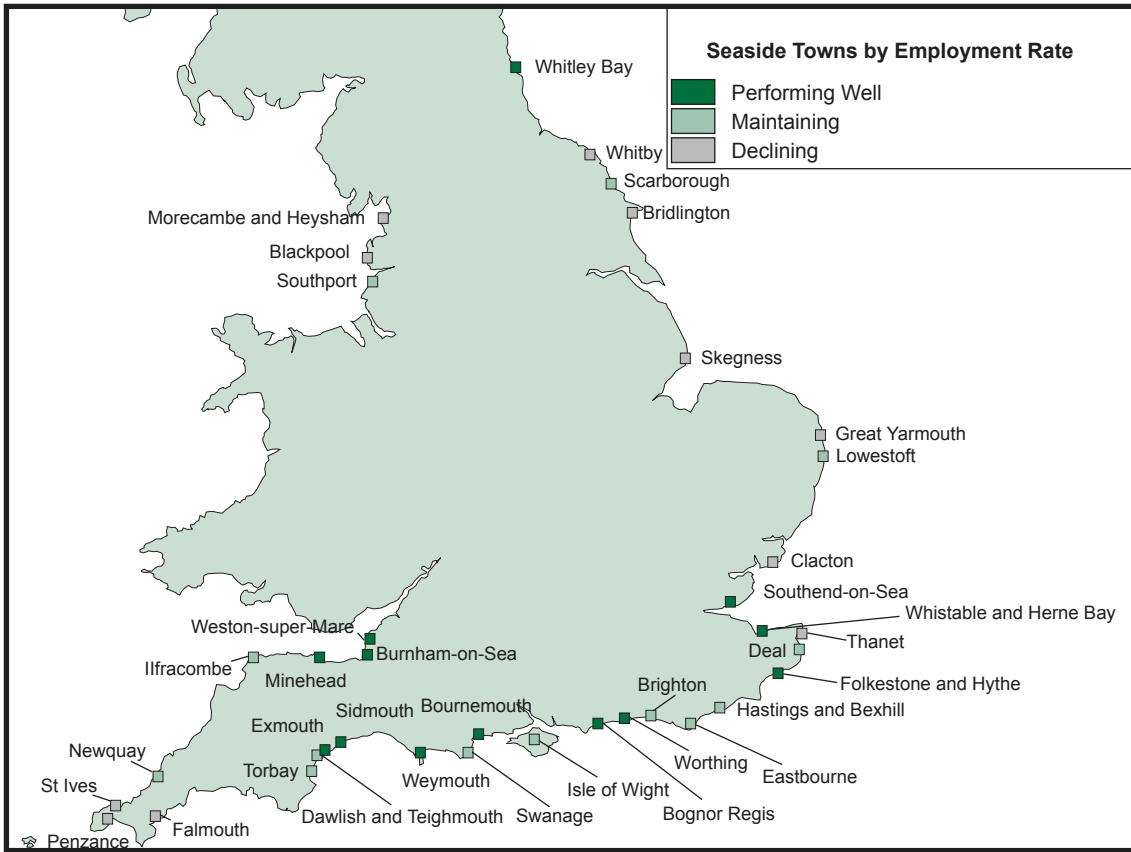 Seaside Towns by Employment Rate
Performing Well
Maintaining
Declining
Whitley Bay
Whitby
Scarborough
Bridlington
Morecambe and Heysham
Blackpool
Southport
Skegness
Great Yarmouth
Lowestoft
Clacton
Southend-on-Sea
Whistable and Herne Bay
Thanet
Deal
Folkestone and Hythe
Weston-super-Mare
Burnham-on-Sea
Ilfracombe
Minehead
Brighton
Hastings and Bexhill
Bournemouth
Sidmouth
Exmouth
Worthing
Eastbourne
Newquay
Torbay
Weymouth
Isle of Wight
St Ives
Bognor Regis
Swanage
Dawlish and Teighmouth
Falmouth
Penzance